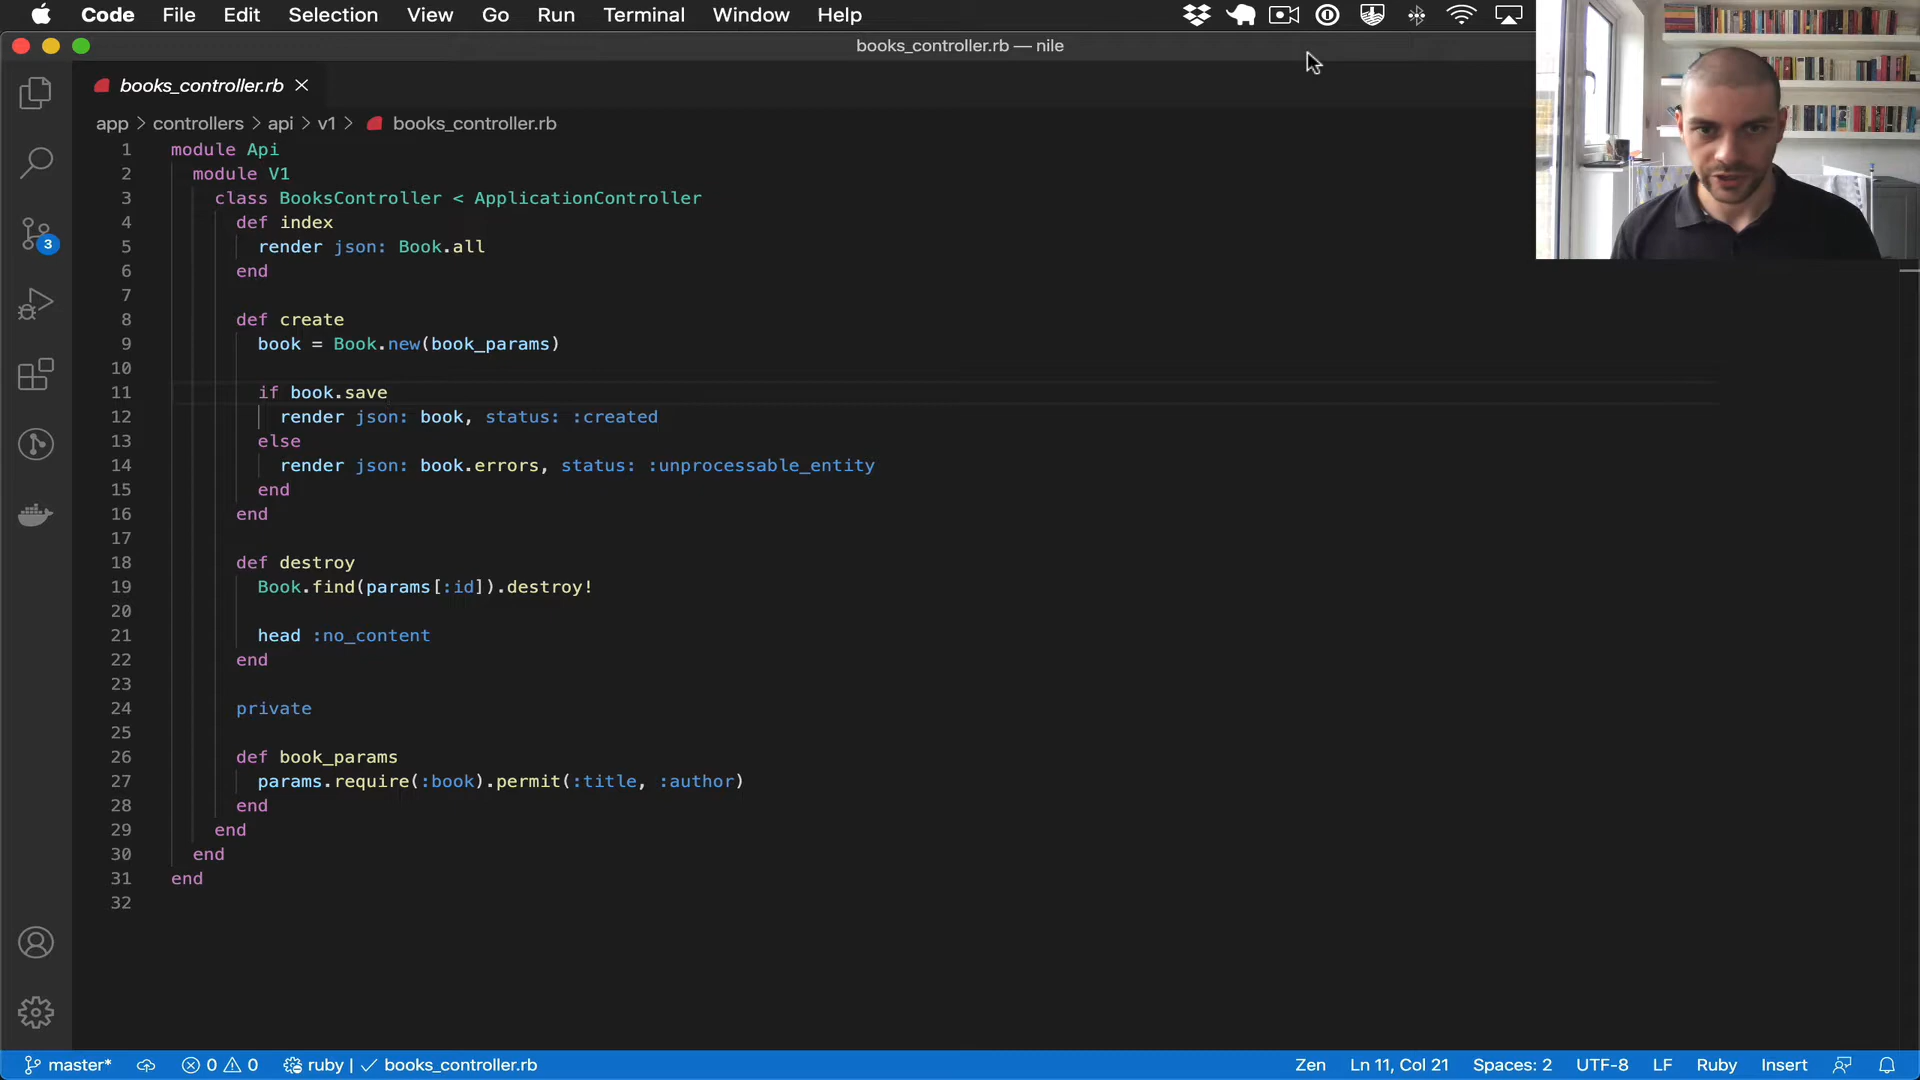 Code File Edit Selection View Go Run Terminal Window Help
books_controller.rb — nile
books_controller.rb
app > controllers > api > v1 > books_controller.rb
1 module Api
2 module V1
3 class BooksController < ApplicationController
4 def index
5 render json: Book.all
6 end
7
8 def create
9 book = Book.new(book_params)
10
11 if book.save
12 render json: book, status: :created
13 else
14 render json: book.errors, status: :unprocessable_entity
15 end
16 end
17
18 def destroy
19 Book.find(params[:id]).destroy!
20
21 head :no_content
22 end
23
24 private
25
26 def book_params
27 params.require(:book).permit(:title, :author)
28 end
29 end
30 end
31 end
32
3
master* 0 0 ruby | ✓ books_controller.rb Zen Ln 11, Col 21 Spaces: 2 UTF-8 LF Ruby Insert